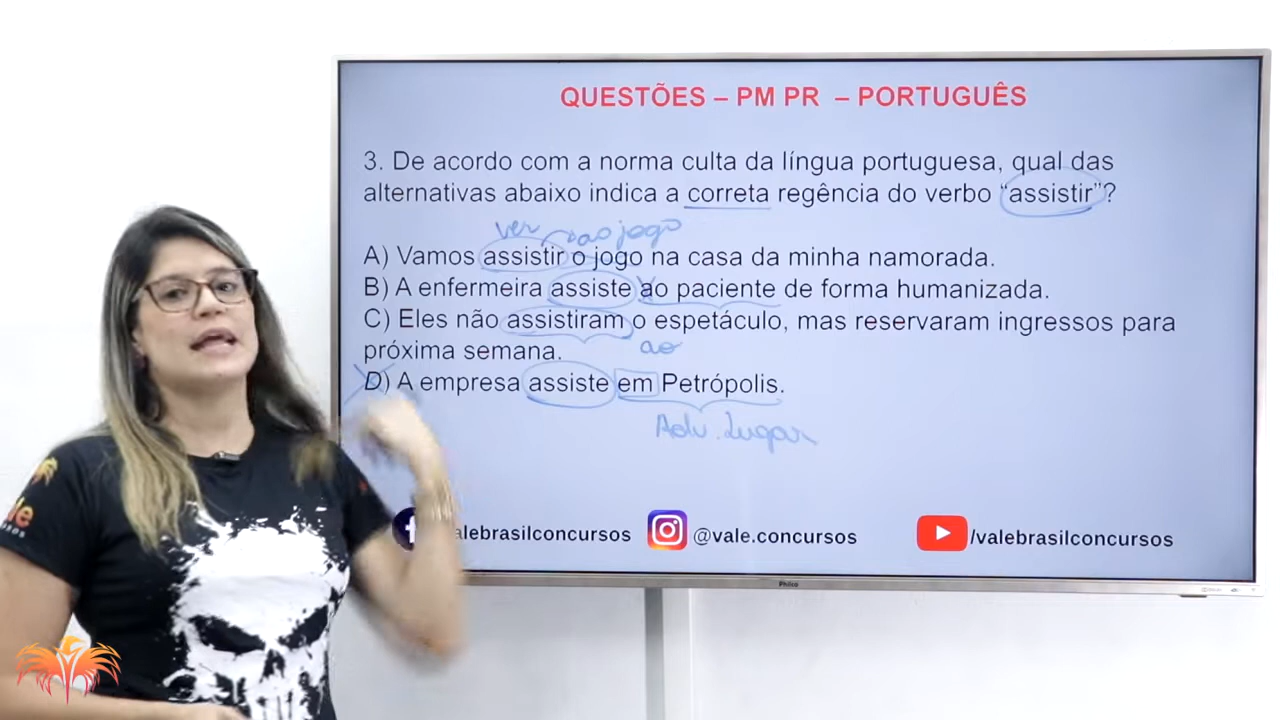 QUESTÕES – PM PR – PORTUGUÊS
3. De acordo com a norma culta da língua portuguesa, qual das
alternativas abaixo indica a correta regência do verbo “assistir”?
ver ao jogo
A) Vamos assistir o jogo na casa da minha namorada.
B) A enfermeira assiste ao paciente de forma humanizada.
C) Eles não assistiram o espetáculo, mas reservaram ingressos para
ao
próxima semana.
D) A empresa assiste em Petrópolis.
Adv. Lugar
alebrasilconcursos
@vale.concursos
/valebrasilconcursos
Philco